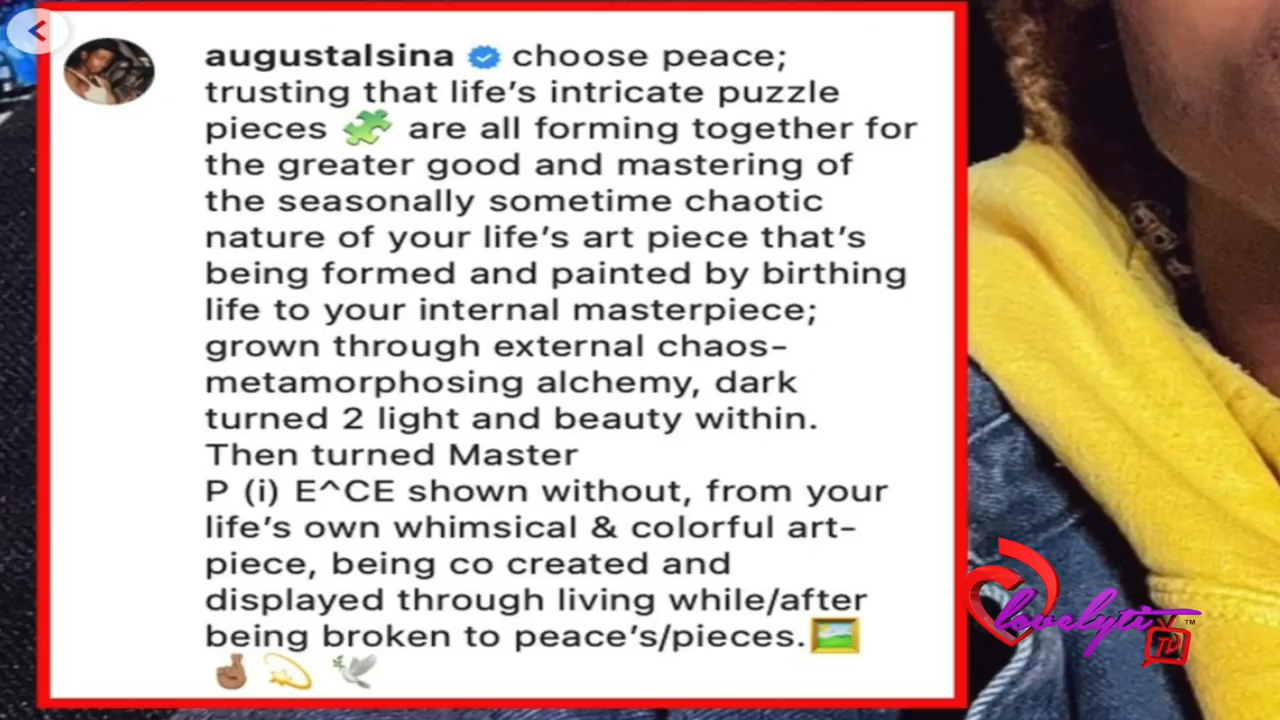 augustalsina choose peace;
trusting that life's intricate puzzle
pieces 🧩 are all forming together for
the greater good and mastering of
the seasonally sometime chaotic
nature of your life's art piece that's
being formed and painted by birthing
life to your internal masterpiece;
grown through external chaos-
metamorphosing alchemy, dark
turned 2 light and beauty within.
Then turned Master
P (i) E^CE shown without, from your
life's own whimsical & colorful art-
piece, being co created and
displayed through living while/after
being broken to peace's/pieces.🖼️
🤞🏽 💫 🕊️
lovelyti™
TV